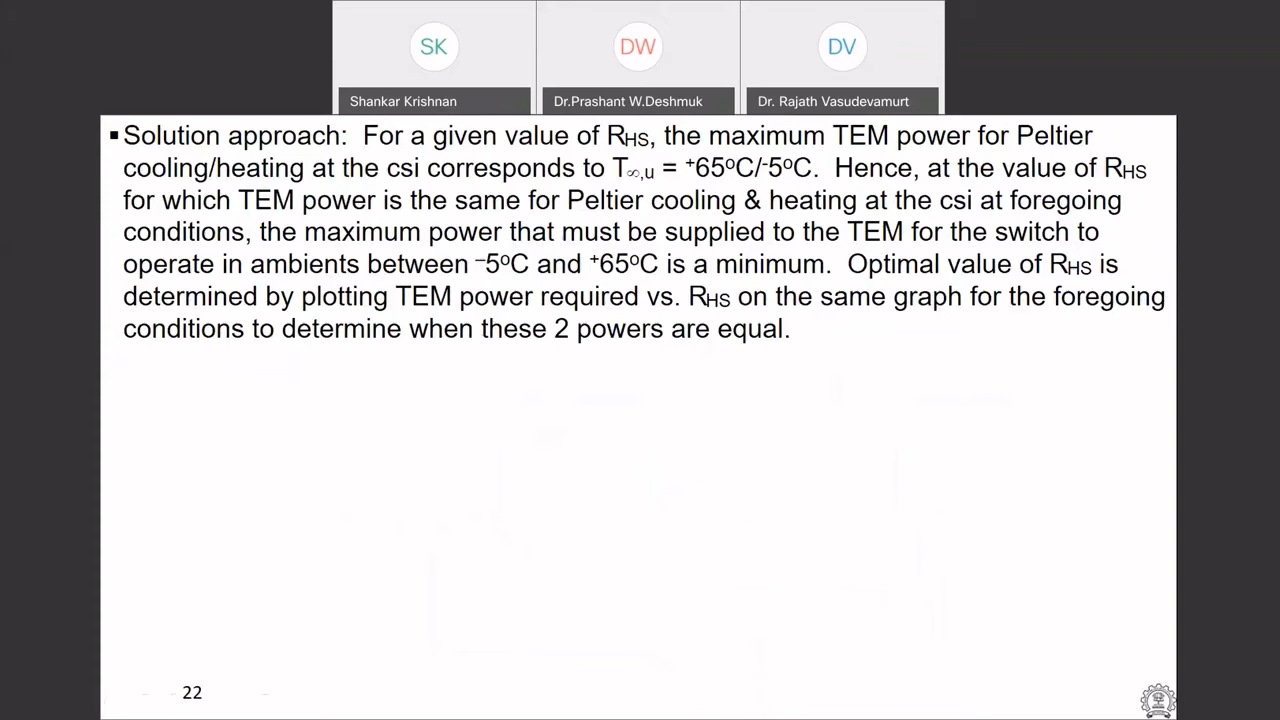 SK
DW
DV
Shankar Krishnan
Dr.Prashant W.Deshmuk
Dr. Rajath Vasudevamurt
▪Solution approach: For a given value of RHS, the maximum TEM power for Peltier
cooling/heating at the csi corresponds to T∞,u = ⁺65ᵒC/⁻5ᵒC. Hence, at the value of RHS
for which TEM power is the same for Peltier cooling & heating at the csi at foregoing
conditions, the maximum power that must be supplied to the TEM for the switch to
operate in ambients between ⁻5ᵒC and ⁺65ᵒC is a minimum. Optimal value of RHS is
determined by plotting TEM power required vs. RHS on the same graph for the foregoing
conditions to determine when these 2 powers are equal.
22